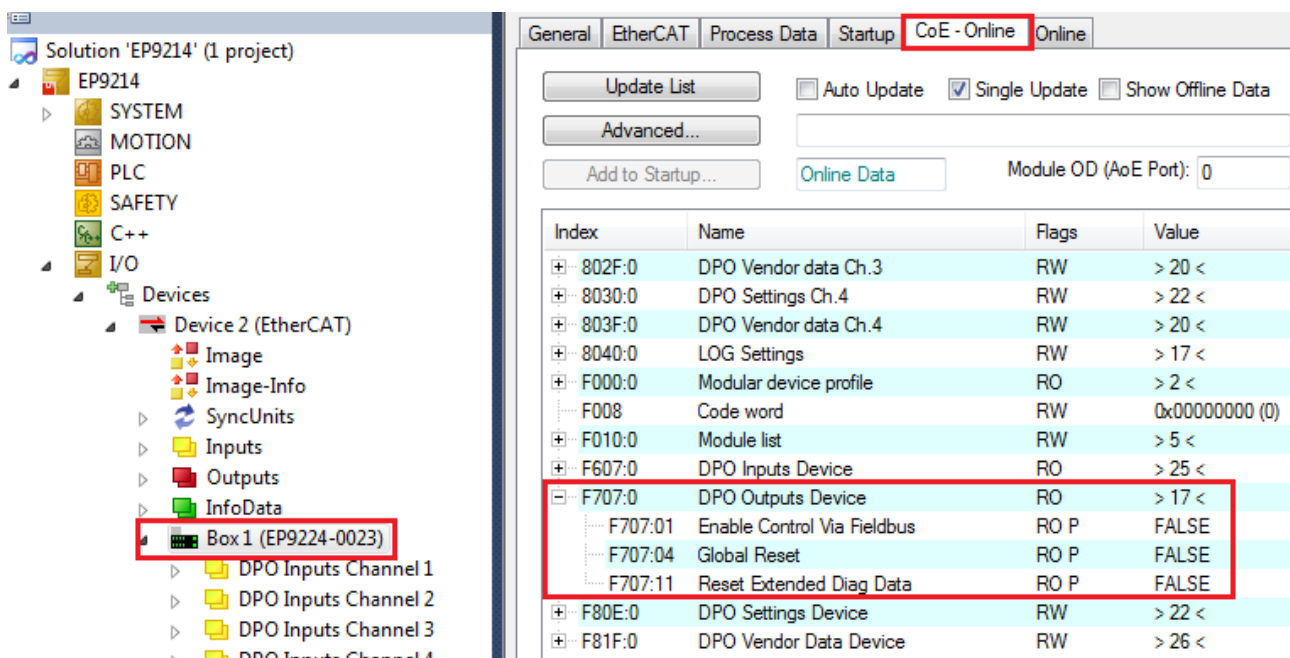 Solution 'EP9214' (1 project)
EP9214
SYSTEM
MOTION
PLC
SAFETY
C++
I/O
Devices
Device 2 (EtherCAT)
Image
Image-Info
SyncUnits
Inputs
Outputs
InfoData
Box 1 (EP9224-0023)
DPO Inputs Channel 1
DPO Inputs Channel 2
DPO Inputs Channel 3
DPO Inputs Channel 4
General EtherCAT Process Data Startup CoE - Online Online
Update List Auto Update Single Update Show Offline Data
Advanced...
Add to Startup... Online Data Module OD (AoE Port): 0
Index Name Flags Value
802F:0 DPO Vendor data Ch.3 RW > 20 <
8030:0 DPO Settings Ch.4 RW > 22 <
803F:0 DPO Vendor data Ch.4 RW > 20 <
8040:0 LOG Settings RW > 17 <
F000:0 Modular device profile RO > 2 <
F008 Code word RW 0x00000000 (0)
F010:0 Module list RW > 5 <
F607:0 DPO Inputs Device RO > 25 <
F707:0 DPO Outputs Device RO > 17 <
F707:01 Enable Control Via Fieldbus RO P FALSE
F707:04 Global Reset RO P FALSE
F707:11 Reset Extended Diag Data RO P FALSE
F80E:0 DPO Settings Device RW > 22 <
F81F:0 DPO Vendor Data Device RW > 26 <